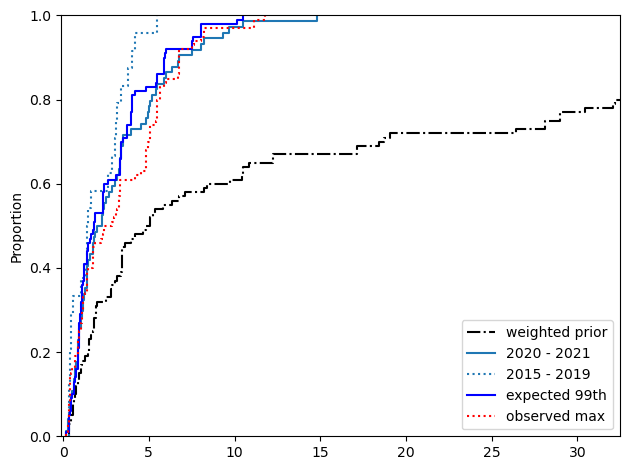 1.0
0.8
0.6
0.4
0.2
0.0
Proportion
weighted prior
2020 - 2021
2015 - 2019
expected 99th
observed max
0 5 10 15 20 25 30